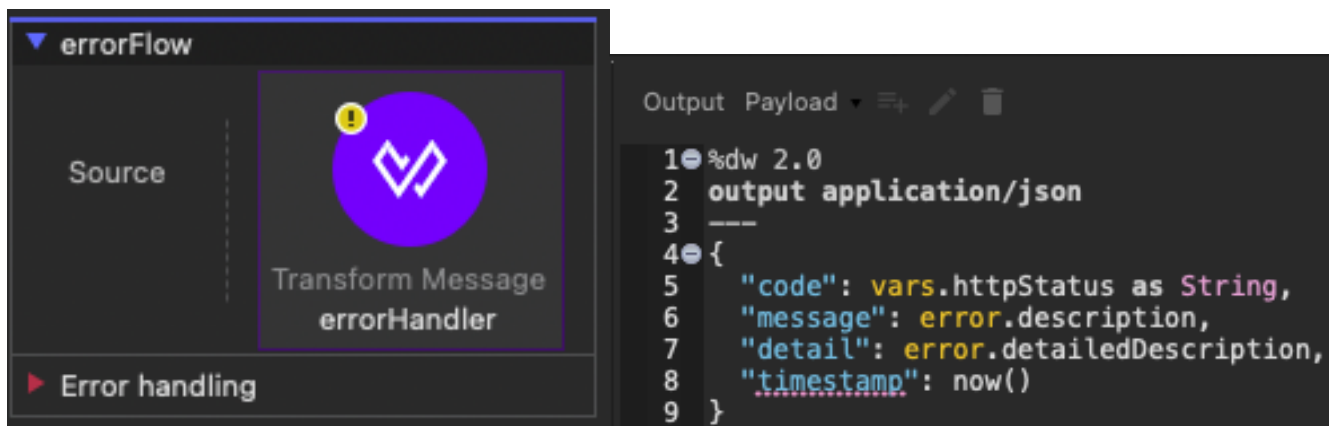 errorFlow
Source
Transform Message
errorHandler
Error handling
Output Payload
1 %dw 2.0
2 output application/json
3 ---
4 {
5 "code": vars.httpStatus as String,
6 "message": error.description,
7 "detail": error.detailedDescription,
8 "timestamp": now()
9 }